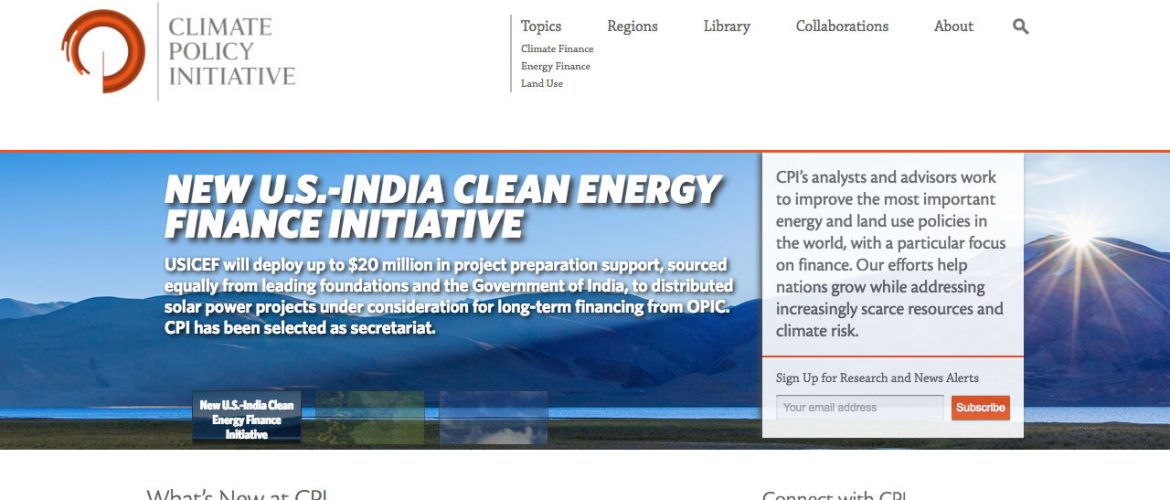 CLIMATE
POLICY
INITIATIVE
Topics
Regions
Library
Collaborations
About
Climate Finance
Energy Finance
Land Use
NEW U.S.-INDIA CLEAN ENERGY
FINANCE INITIATIVE
USICEF will deploy up to $20 million in project preparation support, sourced
equally from leading foundations and the Government of India, to distributed
solar power projects under consideration for long-term financing from OPIC.
CPI has been selected as secretariat.
New U.S.-India Clean
Energy Finance
Initiative
CPI's analysts and advisors work
to improve the most important
energy and land use policies in
the world, with a particular focus
on finance. Our efforts help
nations grow while addressing
increasingly scarce resources and
climate risk.
Sign Up for Research and News Alerts
Your email address
Subscribe
What's New at CPI
Connect with CPI